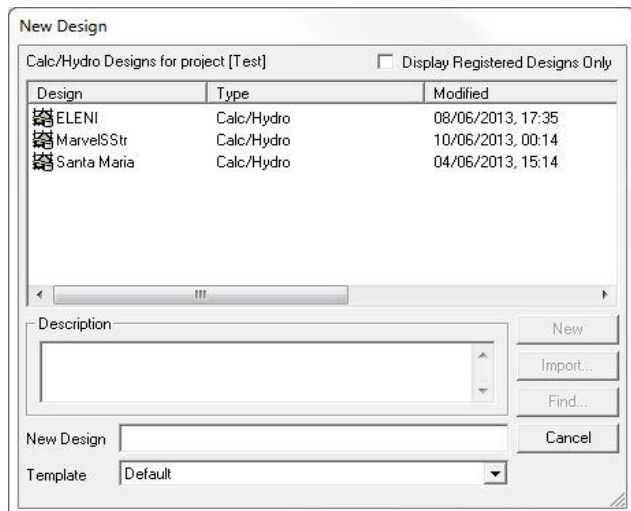 New Design
Calc/Hydro Designs for project [Test] Display Registered Designs Only
Design Type Modified
ELENI Calc/Hydro 08/06/2013, 17:35
MarvelSStr Calc/Hydro 10/06/2013, 00:14
Santa Maria Calc/Hydro 04/06/2013, 15:14
Description
New
Import...
Find...
New Design Cancel
Template Default